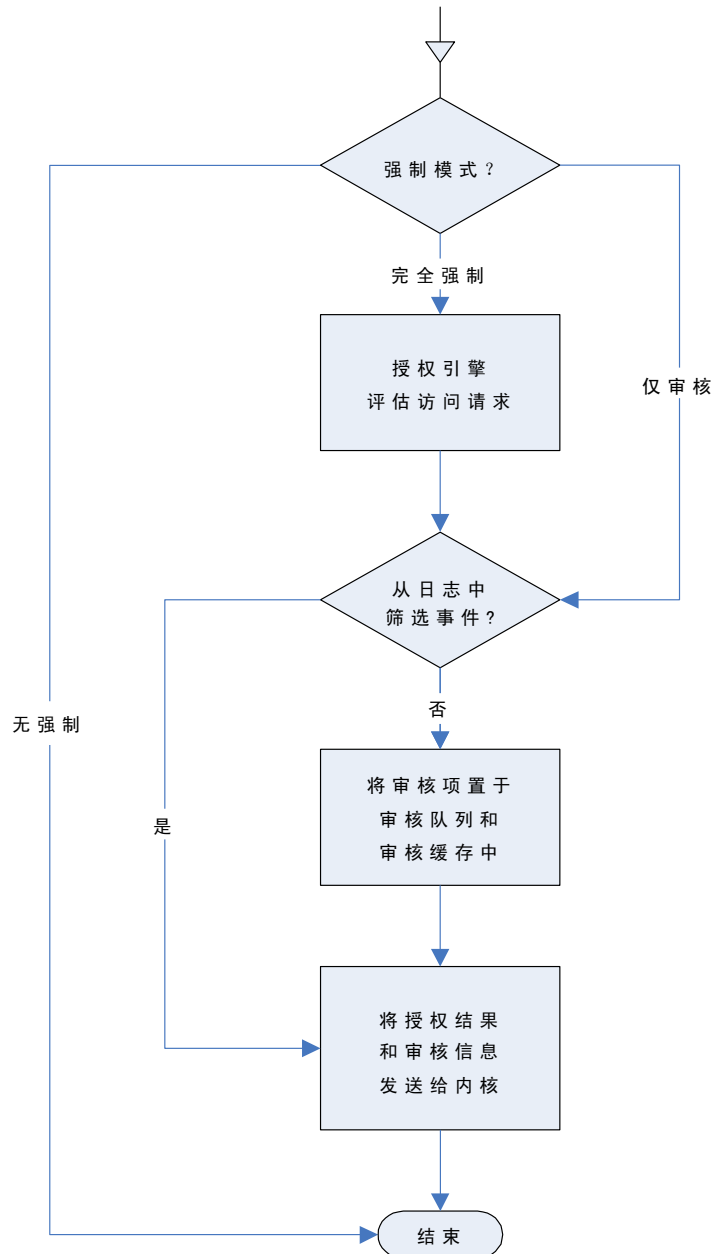 强制模式?
完全强制
授权引擎
评估访问请求
仅审核
从日志中
筛选事件?
否
无强制
将审核项置于
审核队列和
审核缓存中
是
将授权结果
和审核信息
发送给内核
结束